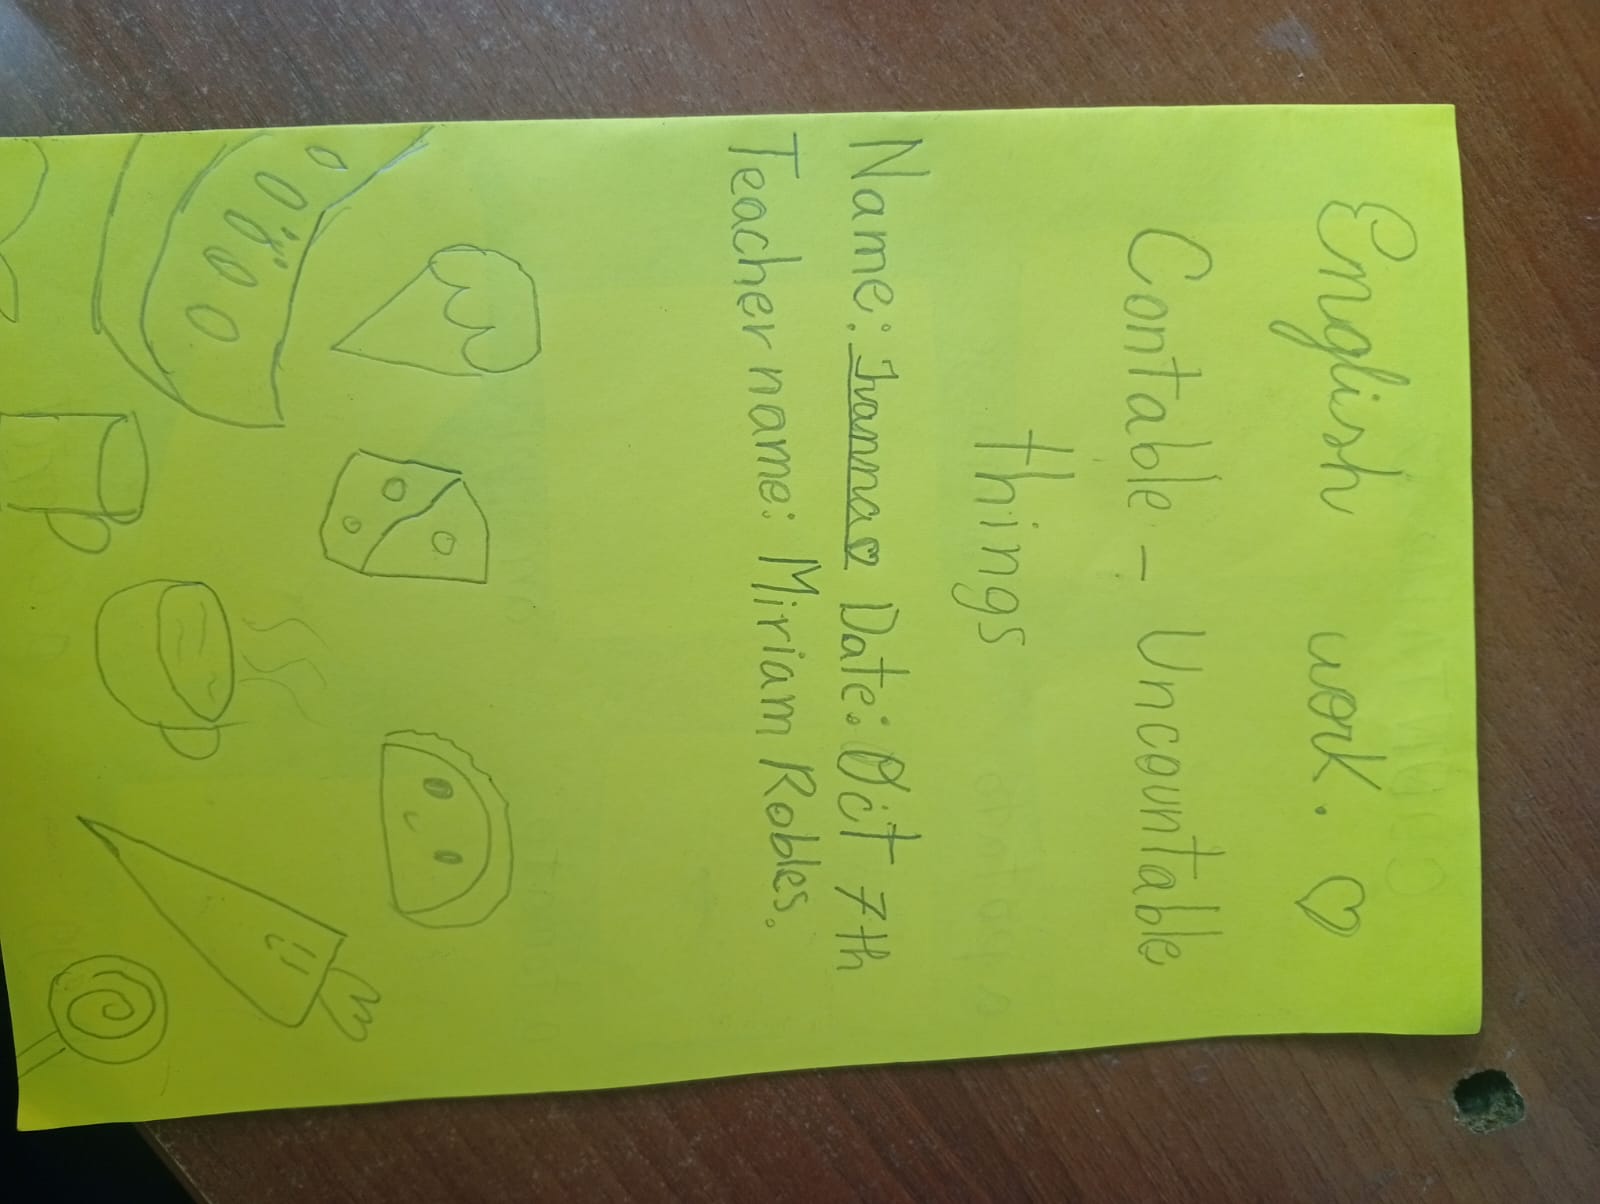 English work. ♡
Contable - Uncountable
things
Name: Ivanna♡ Date: Oct 7th
Teacher name: Miriam Robles.